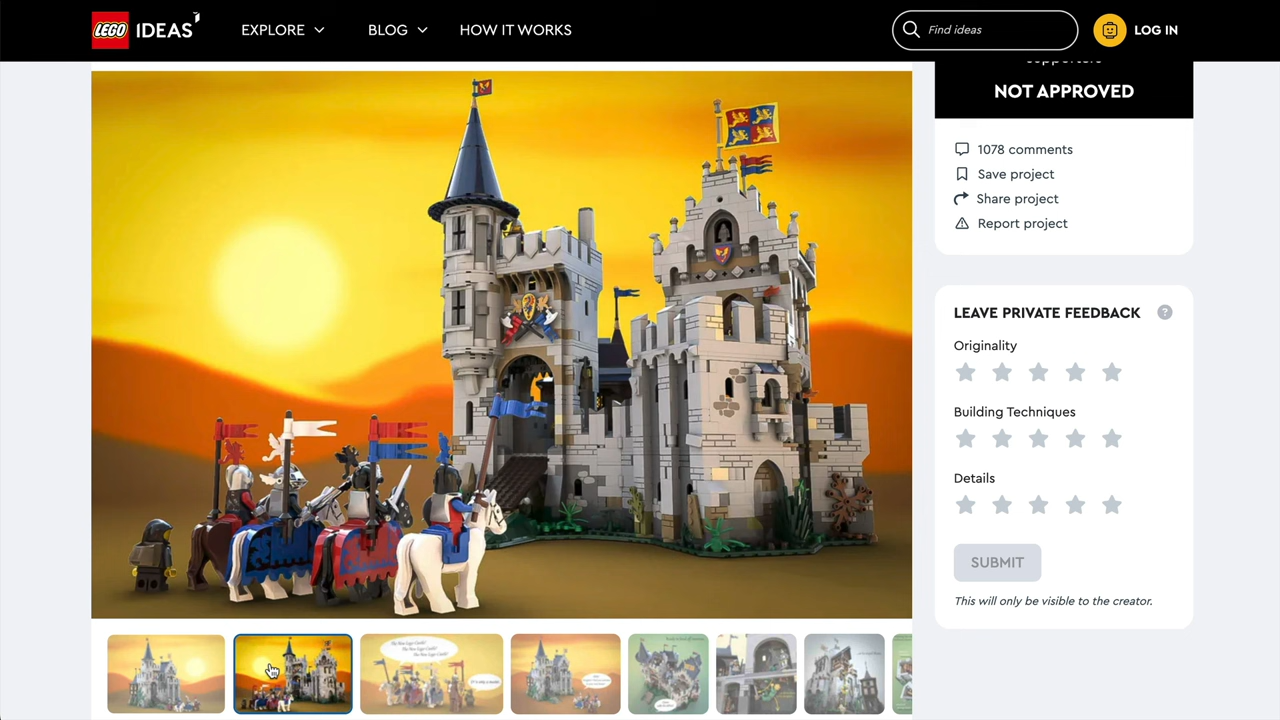 LEGO IDEAS
EXPLORE
BLOG
HOW IT WORKS
Find ideas
LOG IN
supporters
NOT APPROVED
1078 comments
Save project
Share project
Report project
LEAVE PRIVATE FEEDBACK ?
Originality
Building Techniques
Details
SUBMIT
This will only be visible to the creator.